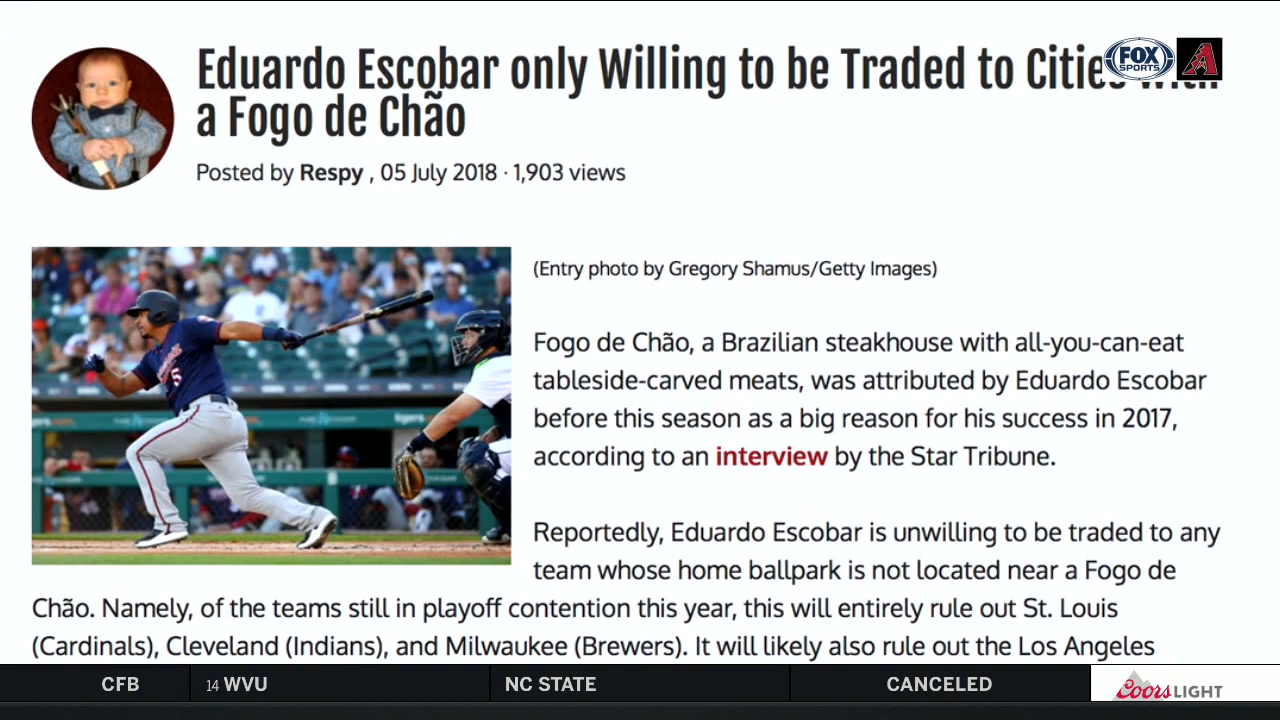 Eduardo Escobar only Willing to be Traded to Cities with
a Fogo de Chão
FOX
SPORTS
A
Posted by Respy , 05 July 2018 · 1,903 views
5
(Entry photo by Gregory Shamus/Getty Images)
Fogo de Chão, a Brazilian steakhouse with all-you-can-eat
tableside-carved meats, was attributed by Eduardo Escobar
before this season as a big reason for his success in 2017,
according to an interview by the Star Tribune.
Reportedly, Eduardo Escobar is unwilling to be traded to any
team whose home ballpark is not located near a Fogo de
Chão. Namely, of the teams still in playoff contention this year, this will entirely rule out St. Louis
(Cardinals), Cleveland (Indians), and Milwaukee (Brewers). It will likely also rule out the Los Angeles
CFB 14 WVU NC STATE CANCELED Coors LIGHT